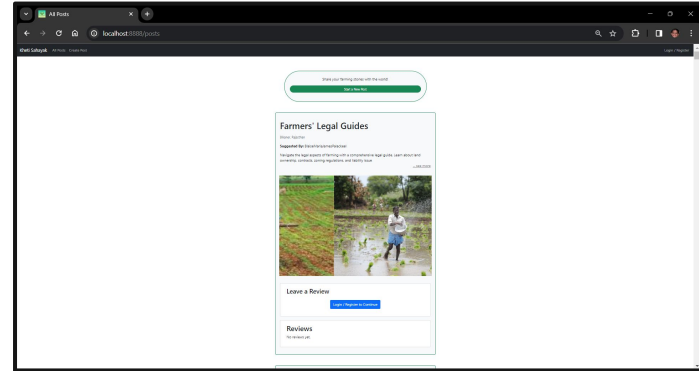 All Posts
localhost:8888/posts
Kheti Sahayak All Posts Create Post Login / Register
Share your farming stories with the world!
Start a New Post
Farmers' Legal Guides
Suggested By:
Navigate the legal aspects of farming with a comprehensive legal guide. Learn about land
ownership, contracts, zoning regulations, and liability issue
Leave a Review
Login / Register to Continue
Reviews
No reviews yet.